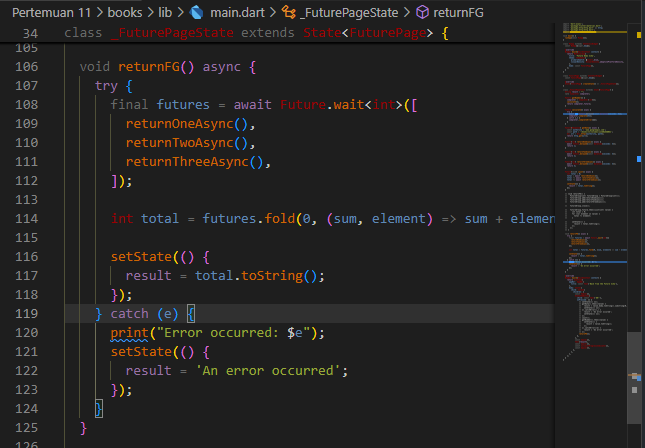 Pertemuan 11 > books > lib > main.dart > _FuturePageState > returnFG
34 class _FuturePageState extends State<FuturePage> {
105
106 void returnFG() async {
107 try {
108 final futures = await Future.wait<int>([
109 returnOneAsync(),
110 returnTwoAsync(),
111 returnThreeAsync(),
112 ]);
113
114 int total = futures.fold(0, (sum, element) => sum + elemen
115
116 setState(() {
117 result = total.toString();
118 });
119 } catch (e) {
120 print("Error occurred: $e");
121 setState(() {
122 result = 'An error occurred';
123 });
124 }
125 }
126